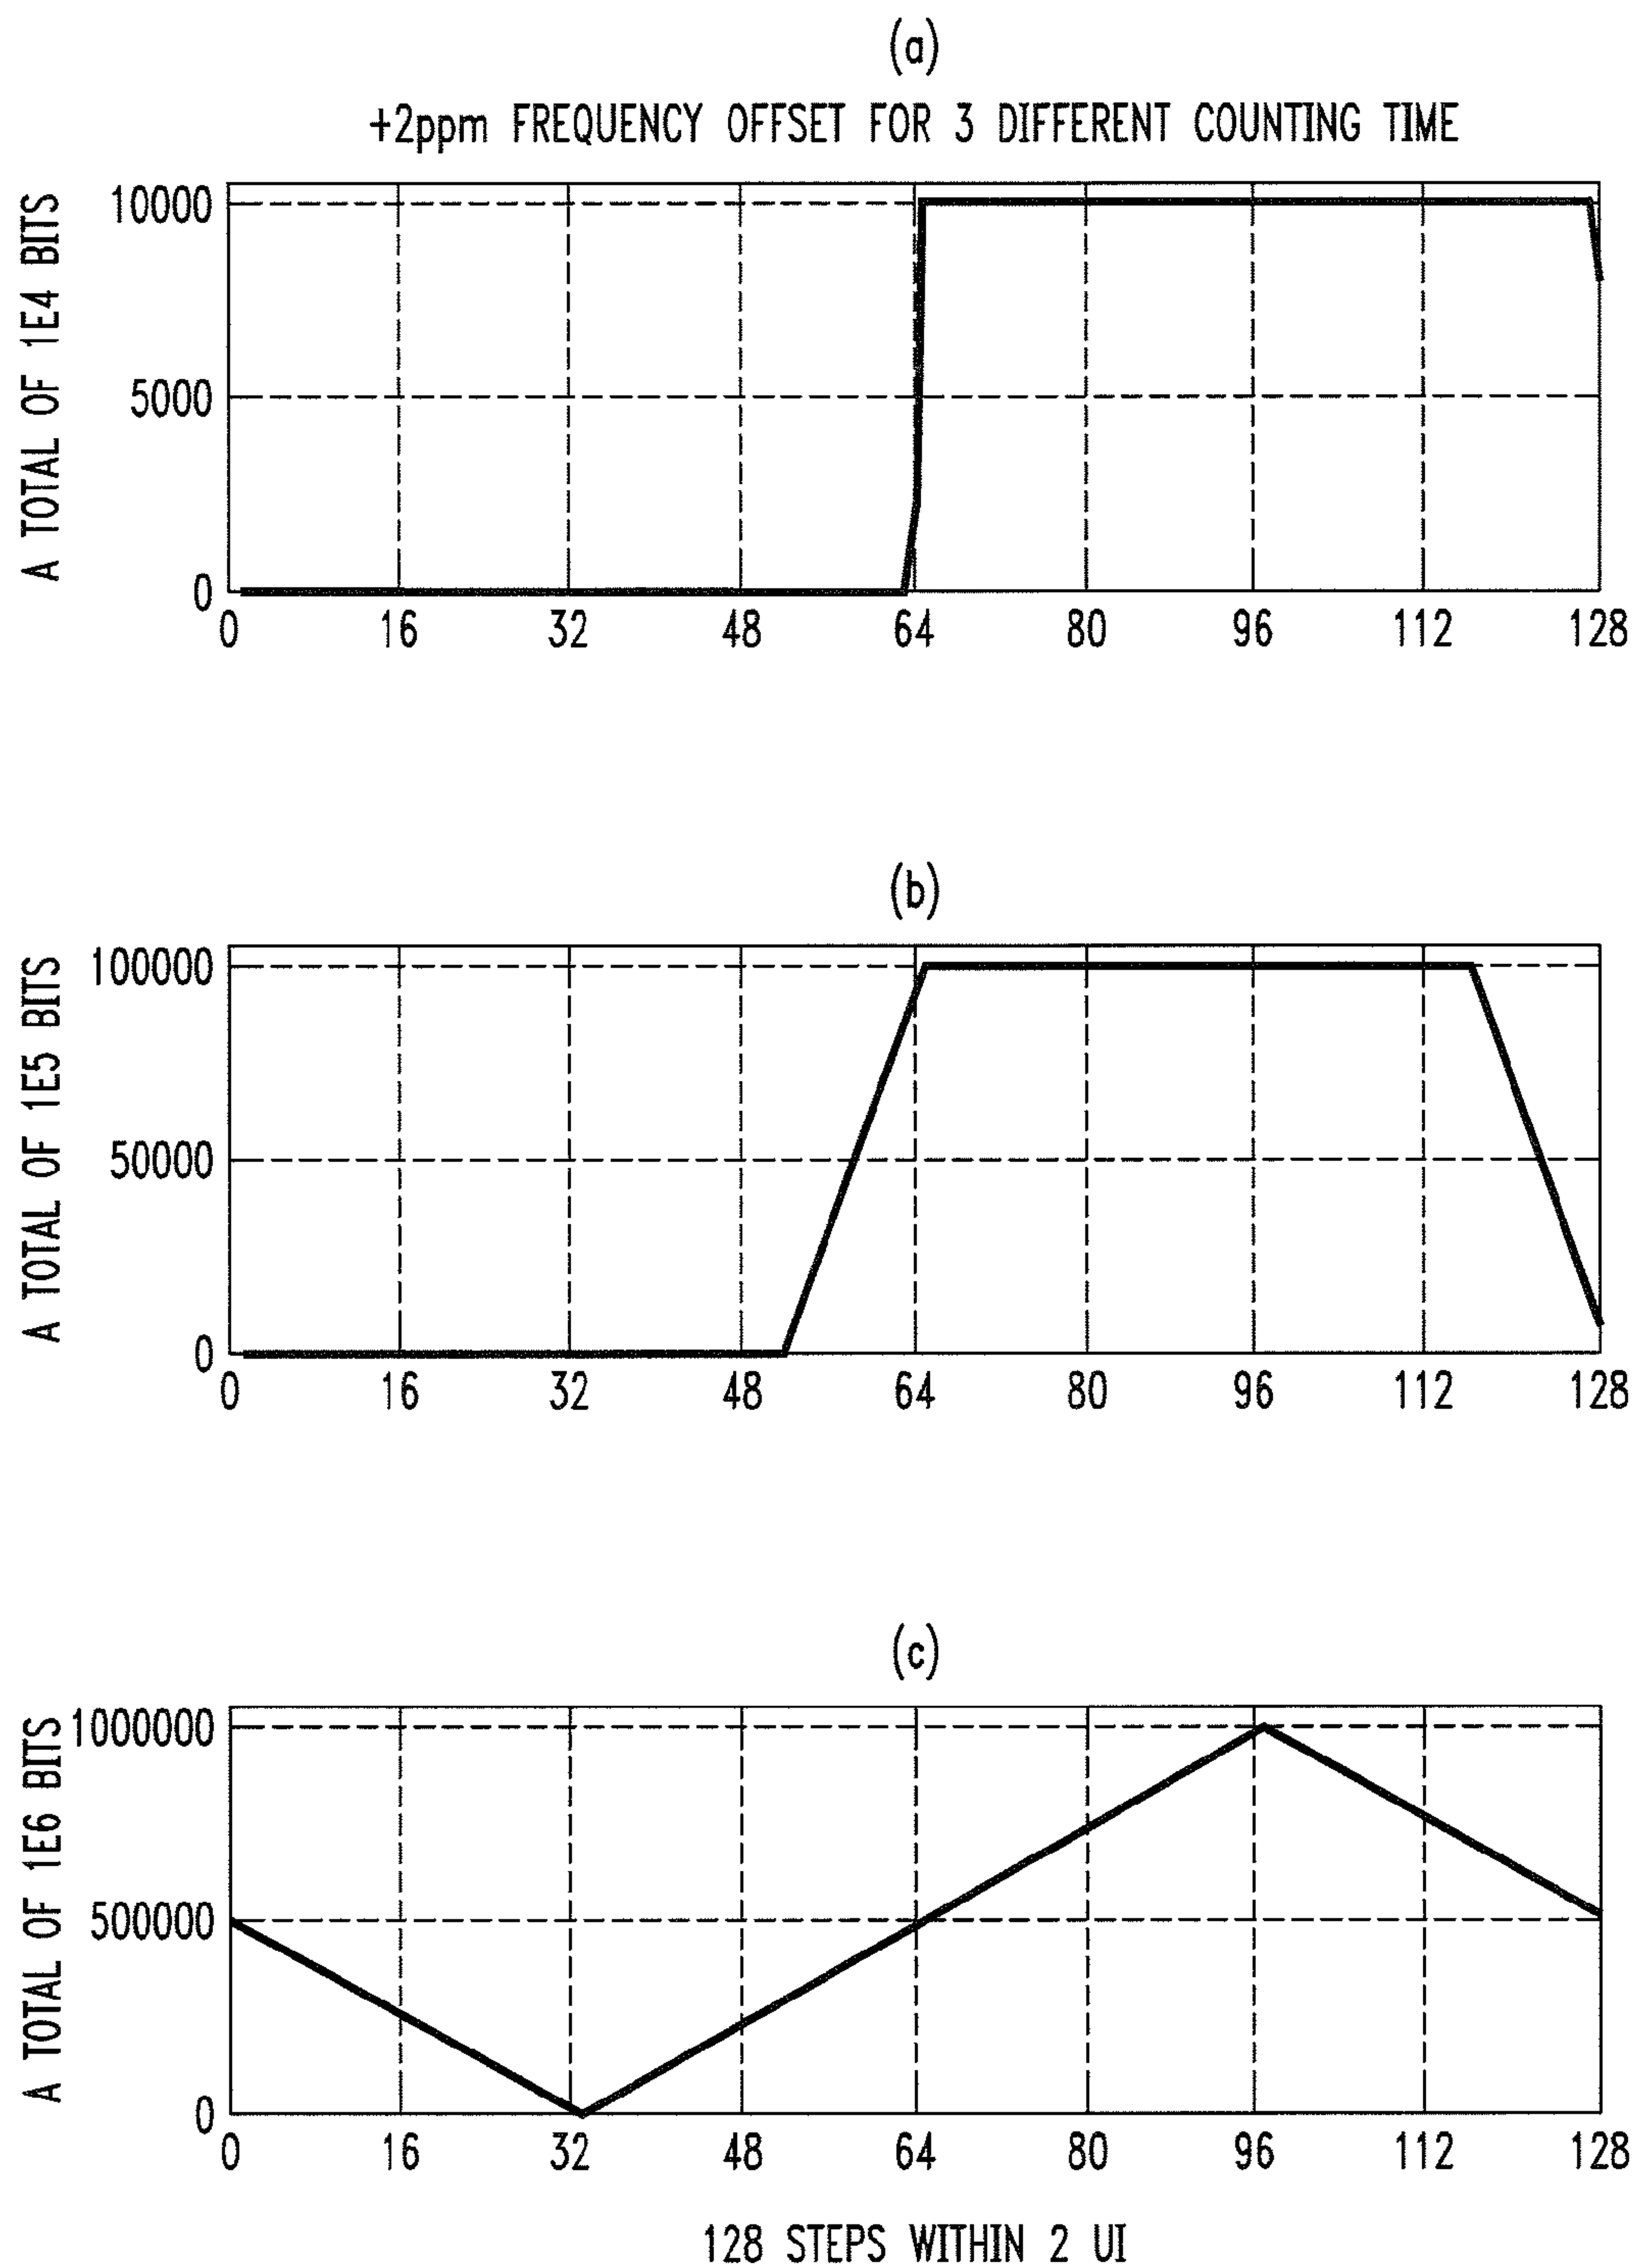 (a)
+2ppm FREQUENCY OFFSET FOR 3 DIFFERENT COUNTING TIME
A TOTAL OF 1E4 BITS
10000
5000
0
0 16 32 48 64 80 96 112 128
(b)
A TOTAL OF 1E5 BITS
100000
50000
0
0 16 32 48 64 80 96 112 128
(c)
A TOTAL OF 1E6 BITS
1000000
500000
0
0 16 32 48 64 80 96 112 128
128 STEPS WITHIN 2 UI